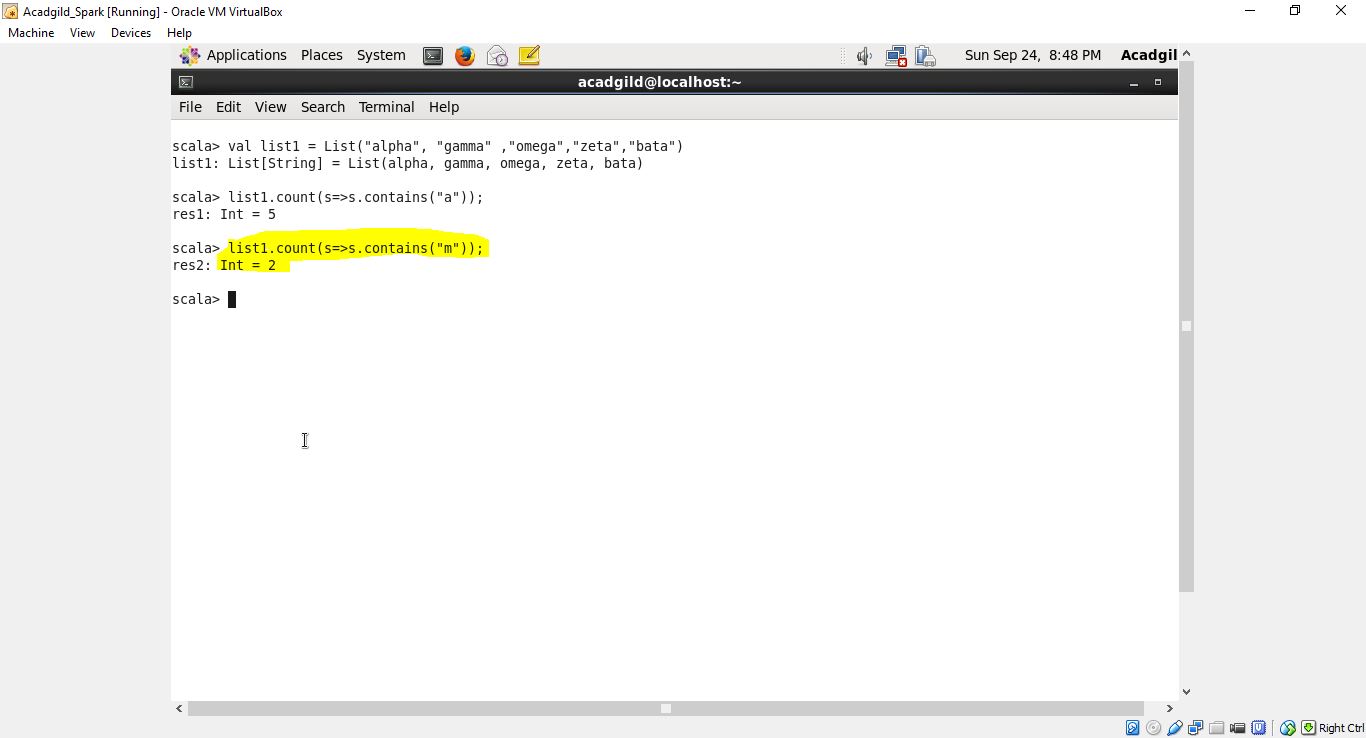 Acadgild_Spark [Running] - Oracle VM VirtualBox
Machine View Devices Help
Applications Places System Sun Sep 24, 8:48 PM Acadgil
acadgild@localhost:~
File Edit View Search Terminal Help
scala> val list1 = List("alpha", "gamma" ,"omega","zeta","bata")
list1: List[String] = List(alpha, gamma, omega, zeta, bata)
scala> list1.count(s=>s.contains("a"));
res1: Int = 5
scala> list1.count(s=>s.contains("m"));
res2: Int = 2
scala>
Right Ctrl